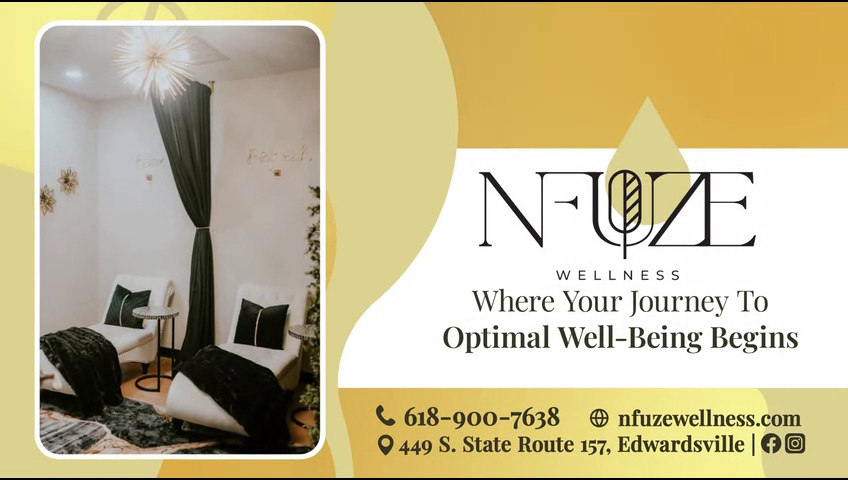 NFUZE
WELLNESS
Where Your Journey To
Optimal Well-Being Begins
618-900-7638 nfuzewellness.com
449 S. State Route 157, Edwardsville |